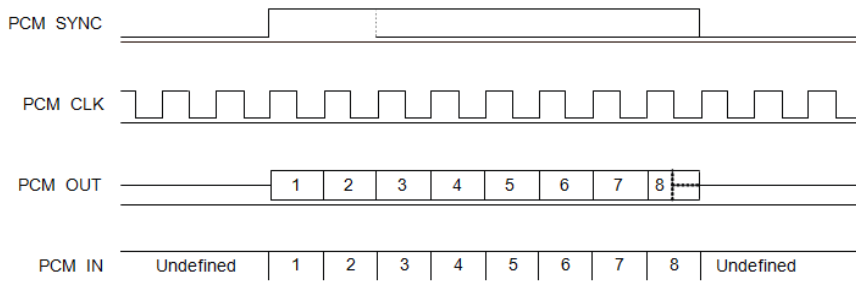 PCM SYNC
PCM CLK
PCM OUT 1 2 3 4 5 6 7 8
PCM IN Undefined 1 2 3 4 5 6 7 8 Undefined